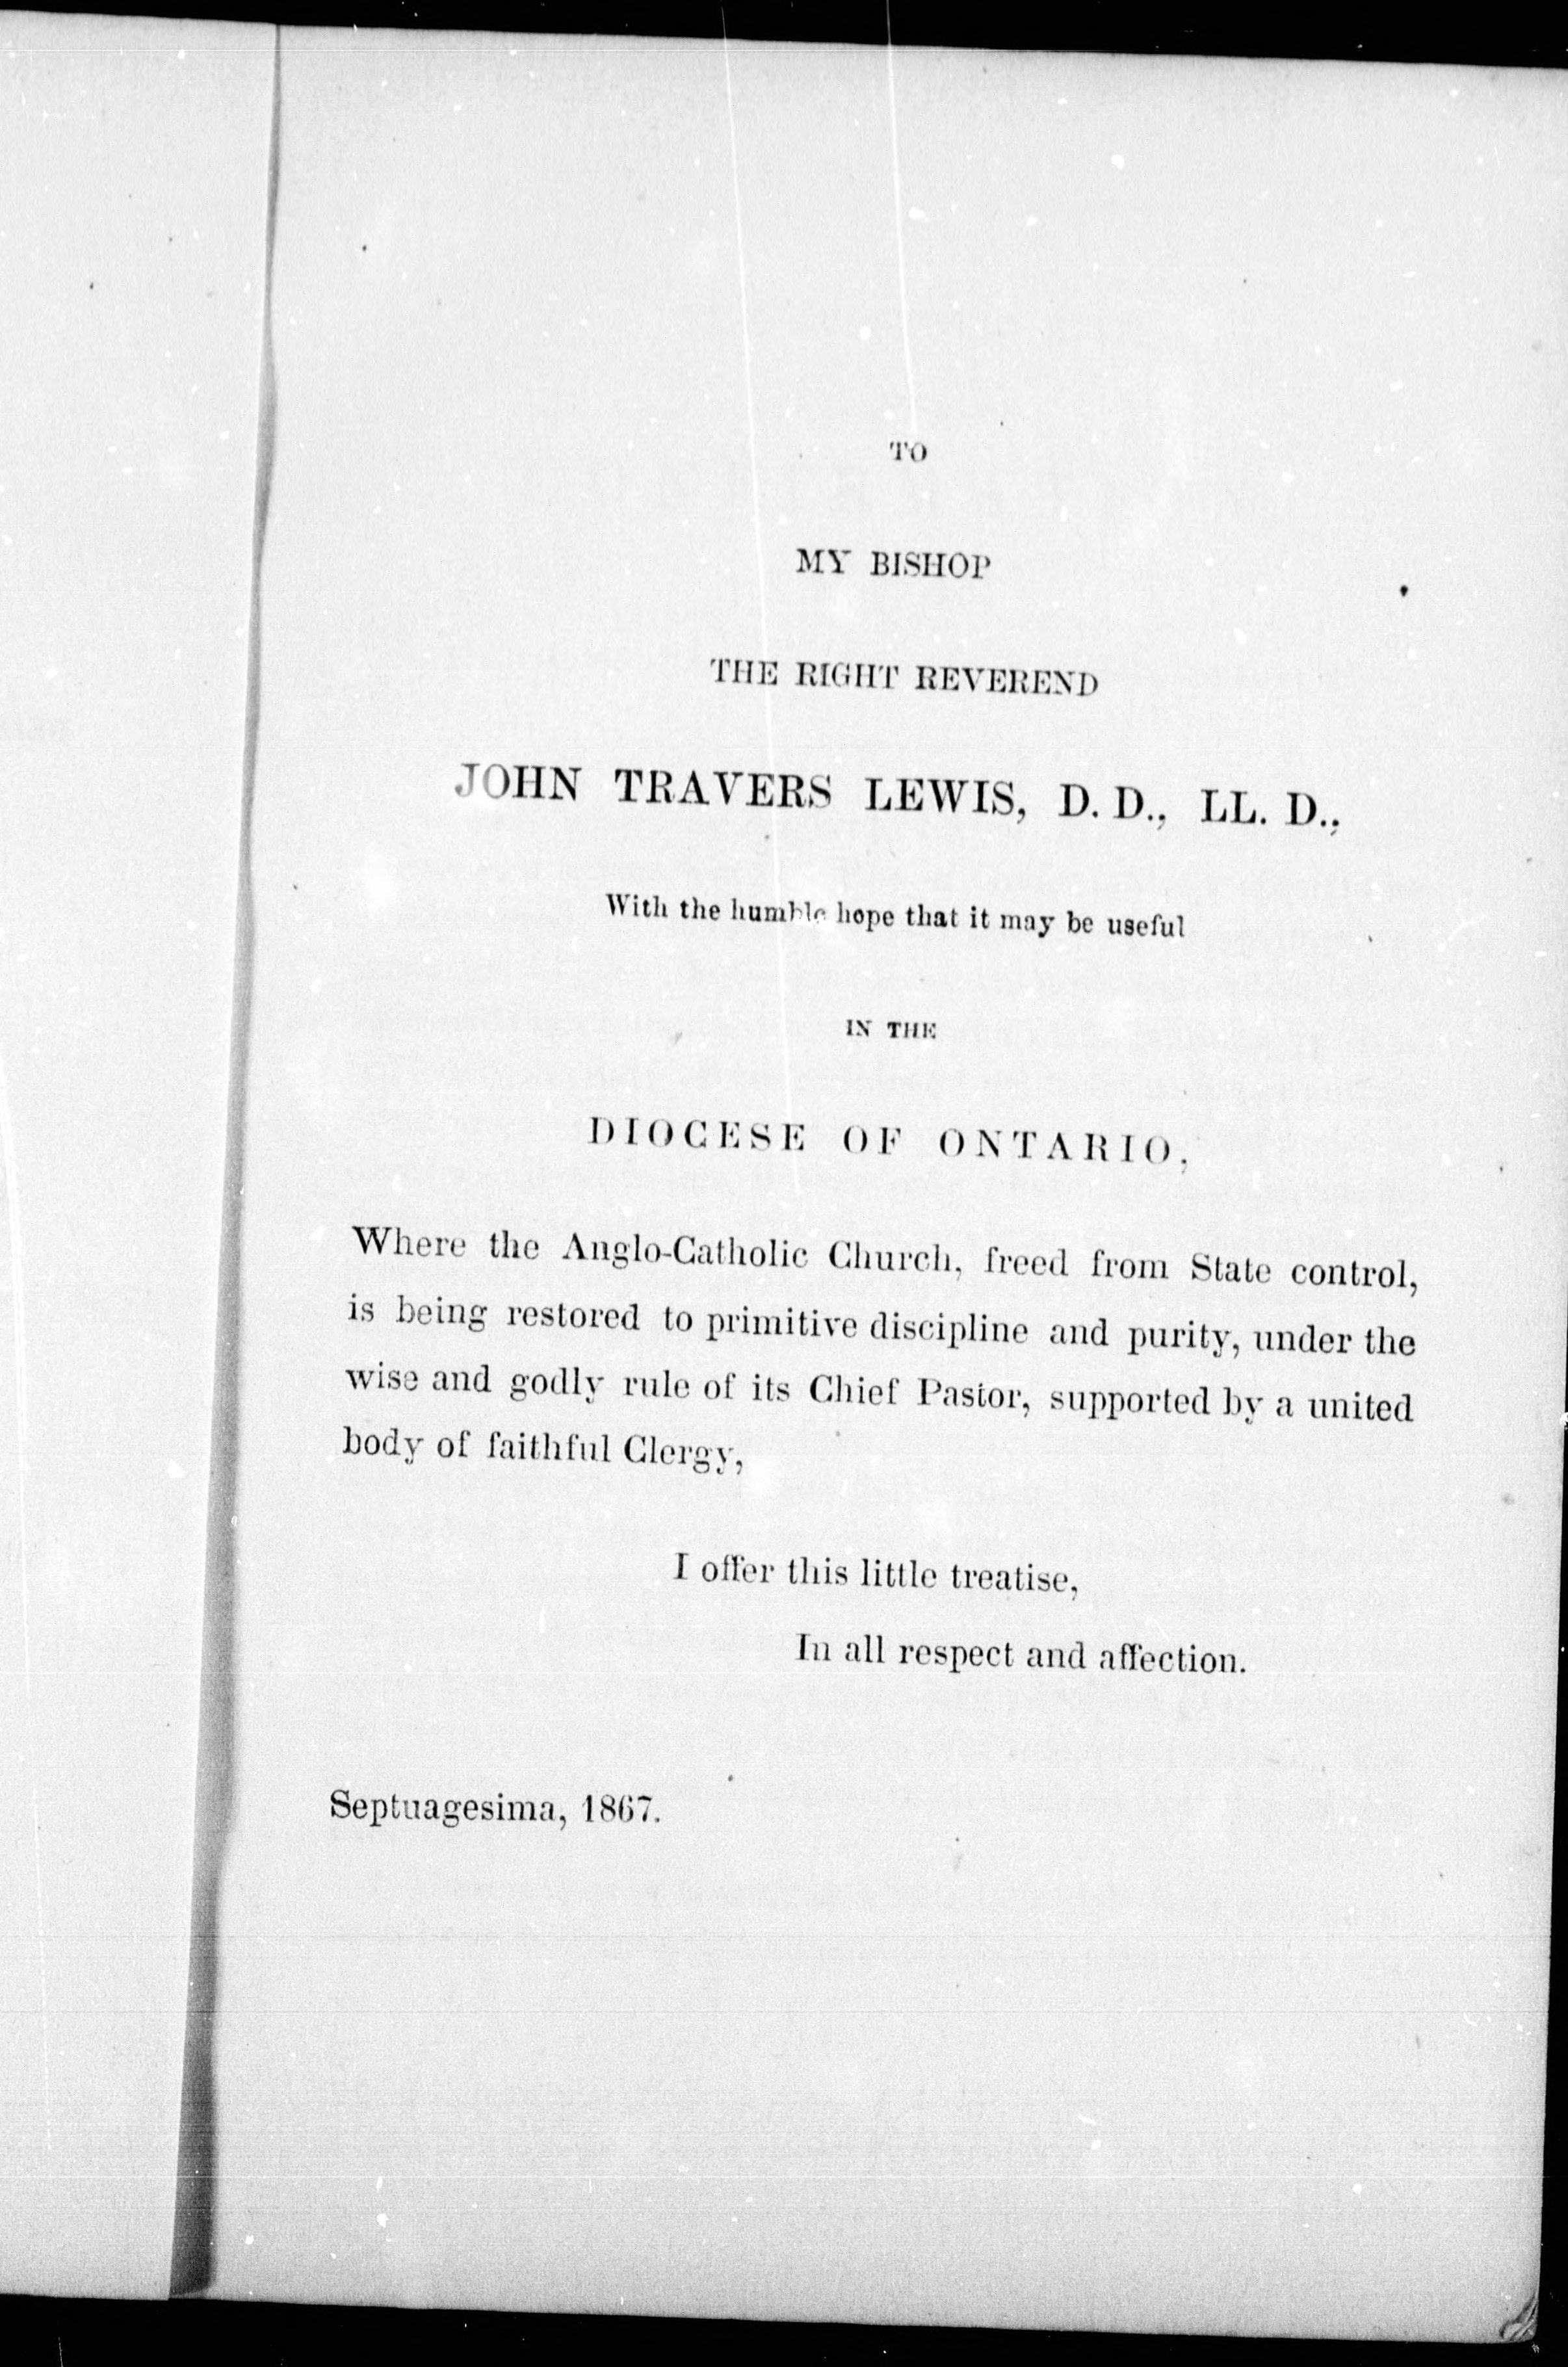 TO
MY BISHOP
THE RIGHT REVEREND
JOHN TRAVERS LEWIS, D. D., LL. D.,
With the humble hope that it may be useful
IN THE
DIOCESE OF ONTARIO,
Where the Anglo-Catholic Church, freed from State control,
is being restored to primitive discipline and purity, under the
wise and godly rule of its Chief Pastor, supported by a united
body of faithful Clergy,
I offer this little treatise,
In all respect and affection.
Septuagesima, 1867.